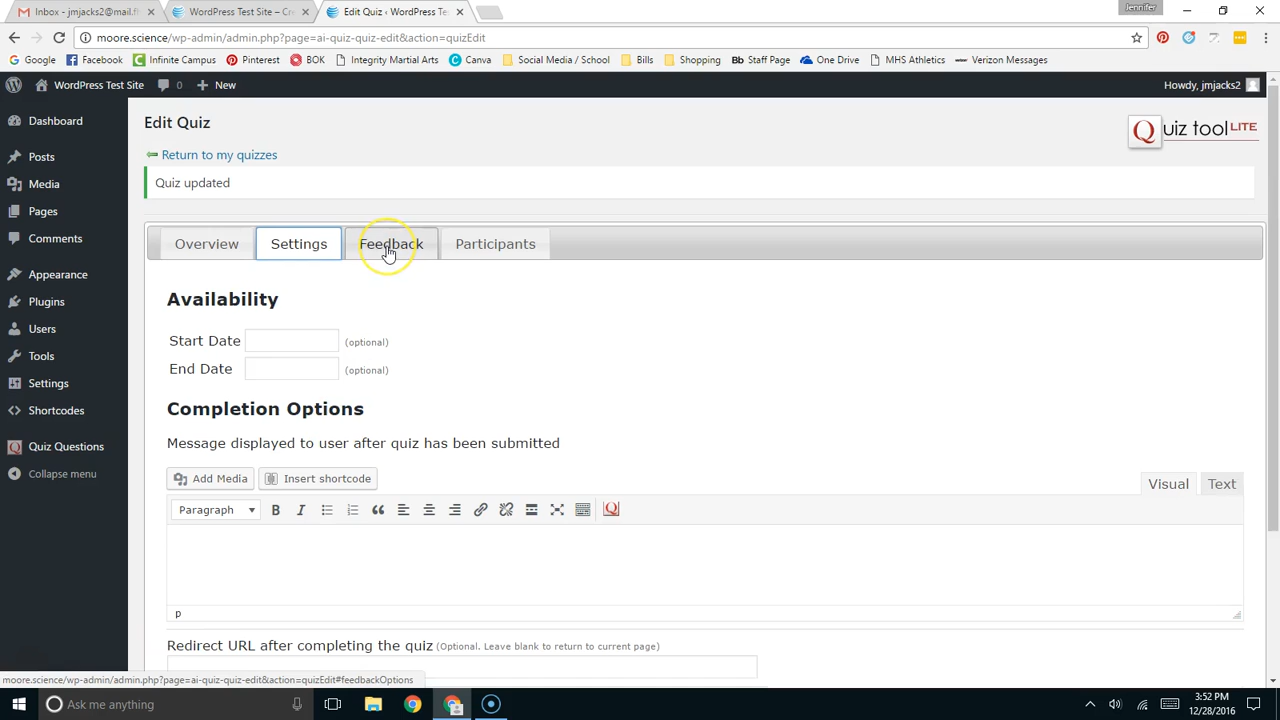 Inbox - jmjacks2@mail.fh
WordPress Test Site – Cre
Edit Quiz ‹ WordPress Te
jennifer
moore.science/wp-admin/admin.php?page=ai-quiz-quiz-edit&action=quizEdit
Google
Facebook
Infinite Campus
Pinterest
BOK
Integrity Martial Arts
Canva
Social Media / School
Bills
Shopping
Bb Staff Page
One Drive
MHS Athletics
Verizon Messages
WordPress Test Site
0
New
Howdy, jmjacks2
Dashboard
Posts
Media
Pages
Comments
Appearance
Plugins
Users
Tools
Settings
Shortcodes
Quiz Questions
Collapse menu
Edit Quiz
Quiz tool LITE
Return to my quizzes
Quiz updated
Overview
Settings
Feedback
Participants
Availability
Start Date (optional)
End Date (optional)
Completion Options
Message displayed to user after quiz has been submitted
Add Media
Insert shortcode
Visual
Text
Paragraph
p
Redirect URL after completing the quiz (Optional. Leave blank to return to current page)
moore.science/wp-admin/admin.php?page=ai-quiz-quiz-edit&action=quizEdit#feedbackOptions
Ask me anything
3:52 PM
12/28/2016